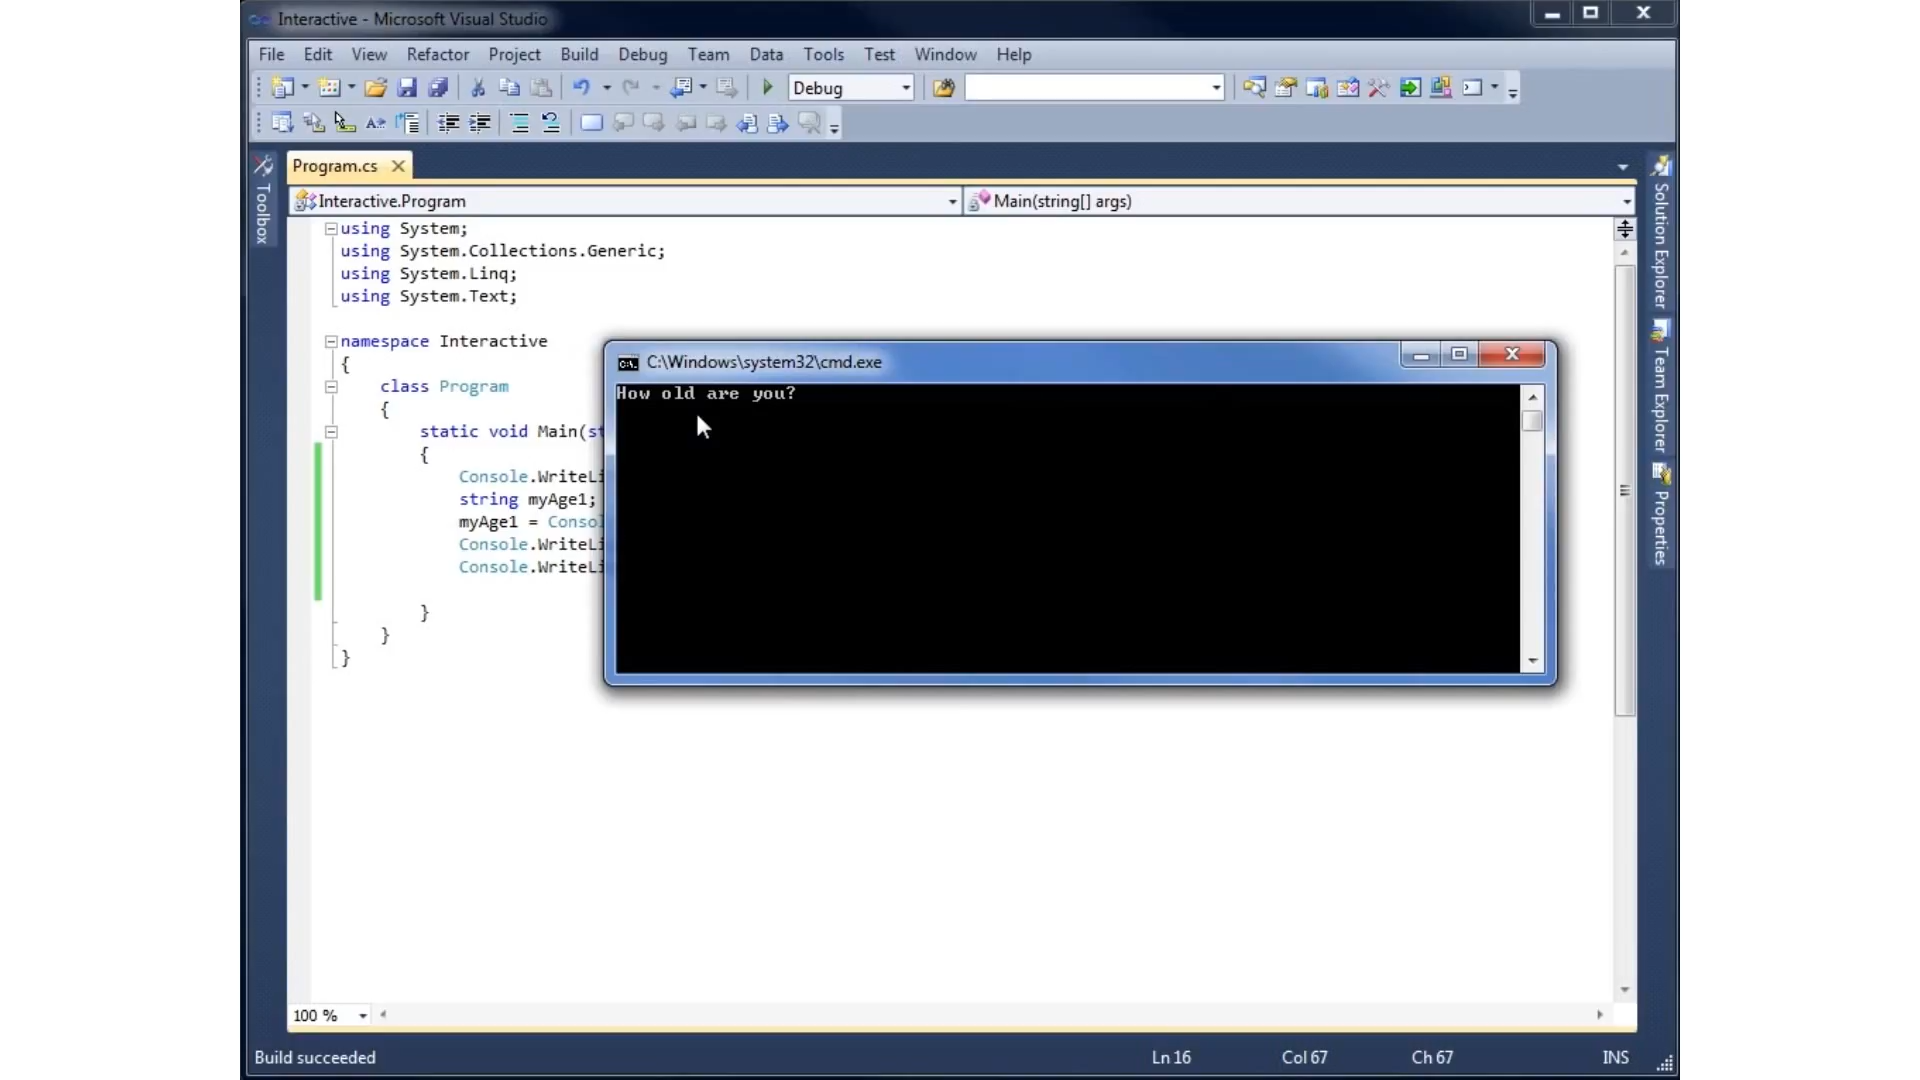 Interactive - Microsoft Visual Studio
File Edit View Refactor Project Build Debug Team Data Tools Test Window Help
Debug
Program.cs
Interactive.Program
Main(string[] args)
Toolbox
using System;
using System.Collections.Generic;
using System.Linq;
using System.Text;
namespace Interactive
{
class Program
{
static void Main(st
{
Console.WriteLi
string myAge1;
myAge1 = Consol
Console.WriteLi
Console.WriteLi
}
}
}
C:\Windows\system32\cmd.exe
How old are you?
Solution Explorer
Team Explorer
Properties
100 %
Build succeeded
Ln 16
Col 67
Ch 67
INS